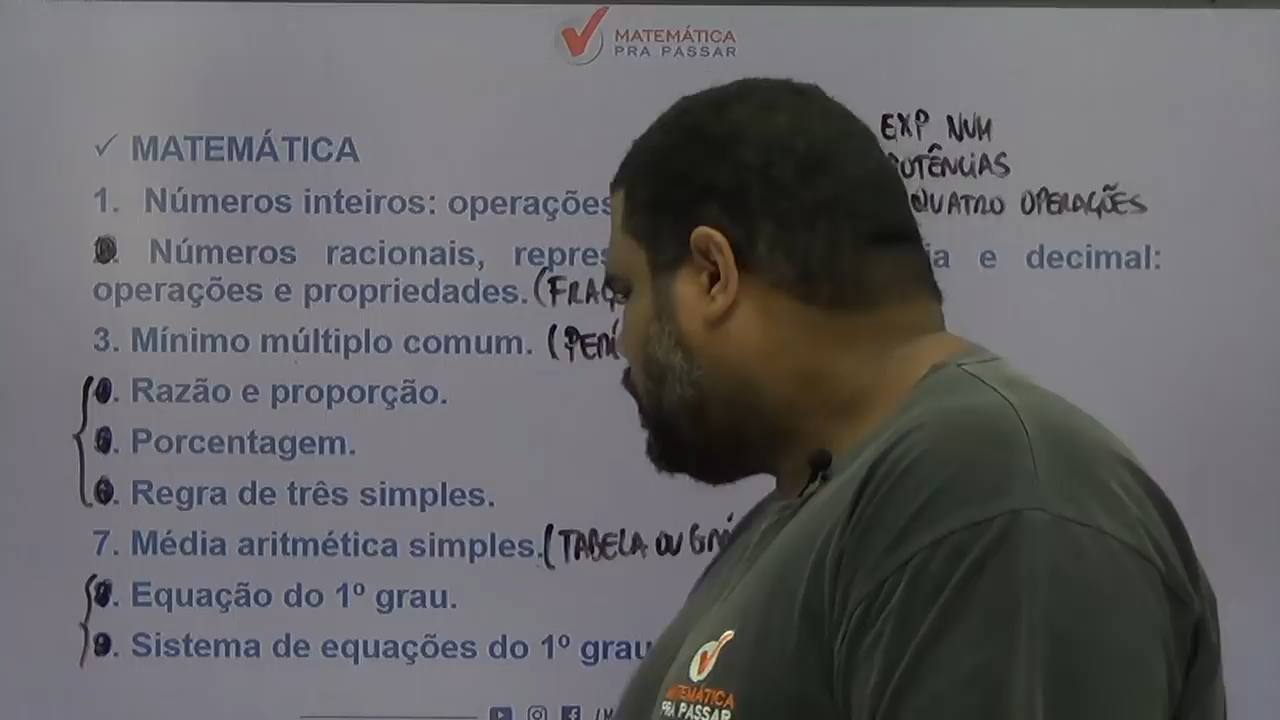 MATEMÁTICA
PRA PASSAR
✓ MATEMÁTICA
EXP NUM
POTÊNCIAS
QUATRO OPERAÇÕES
1. Números inteiros: operações
Números racionais, repres
ia e decimal:
operações e propriedades. (FRAÇ
3. Mínimo múltiplo comum. (PERÍ
Razão e proporção.
Porcentagem.
6. Regra de três simples.
7. Média aritmética simples. (TABELA OU GRÁ
Equação do 1º grau.
9. Sistema de equações do 1º grau
MATEMÁTICA
PRA PASSAR